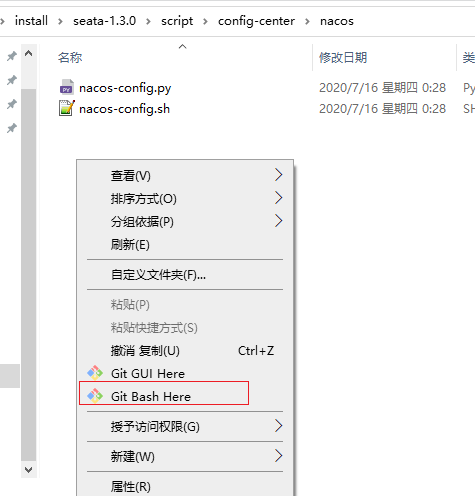 install > seata-1.3.0 > script > config-center > nacos
名称 修改日期 类
nacos-config.py 2020/7/16 星期四 0:28 Py
nacos-config.sh 2020/7/16 星期四 0:28 SH
查看(V)
排序方式(O)
分组依据(P)
刷新(E)
自定义文件夹(F)...
粘贴(P)
粘贴快捷方式(S)
撤消 复制(U) Ctrl+Z
Git GUI Here
Git Bash Here
授予访问权限(G)
新建(W)
属性(R)